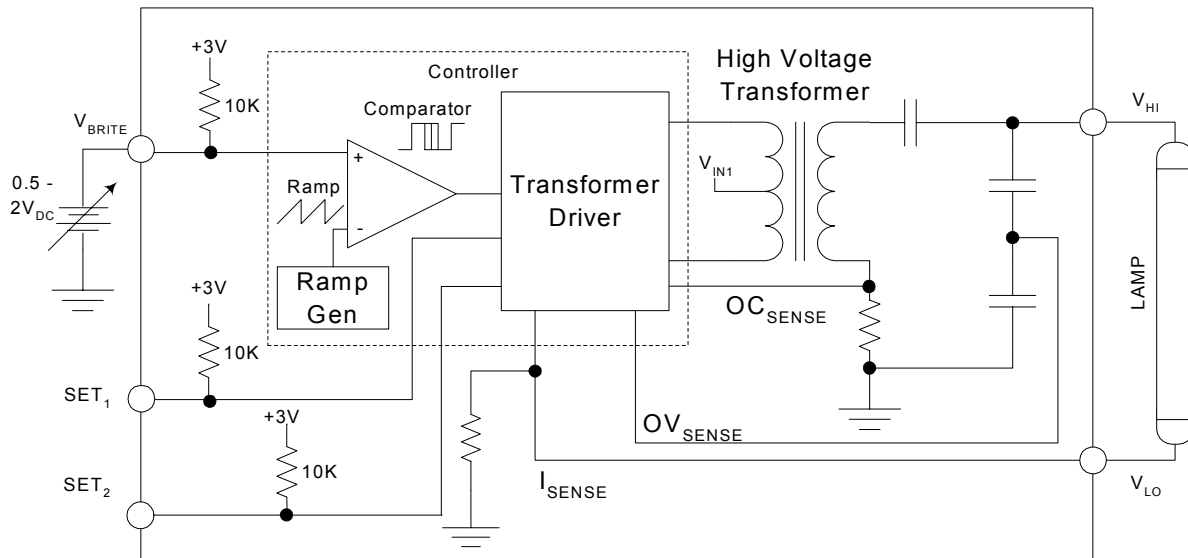 +3V
10K
V_BRITE
0.5 -
2V_DC
Controller
Comparator
+
Ramp
-
Ramp
Gen
Transformer
Driver
High Voltage
Transformer
V_IN1
V_HI
LAMP
OC_SENSE
+3V
10K
SET_1
+3V
10K
SET_2
OV_SENSE
I_SENSE
V_LO